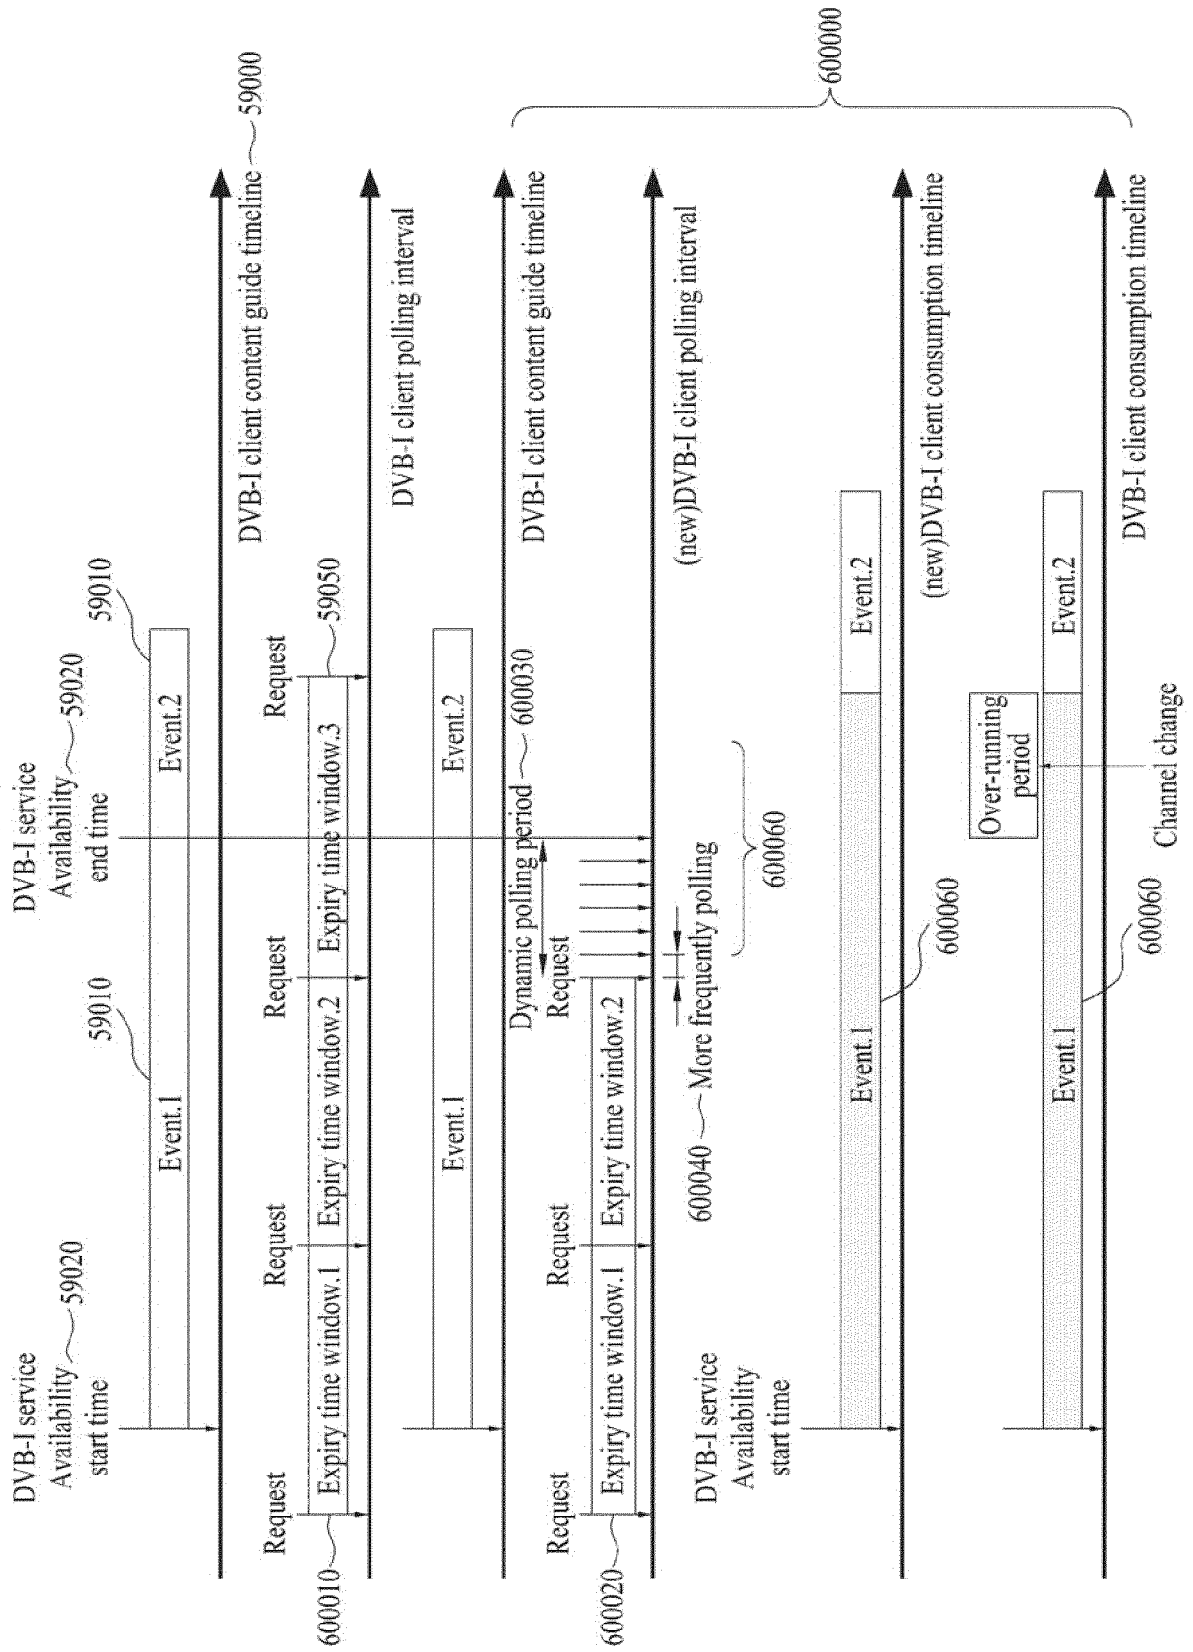 DVB-I service
Availability 59020
start time
DVB-I service
Availability 59020
end time
59010
59010
Event.1
Event.2
DVB-I client content guide timeline 59000
Request
Request
Request
Request
Expiry time window.1
Expiry time window.2
Expiry time window.3
59050
600010
DVB-I client polling interval
Event.1
Event.2
DVB-I client content guide timeline
Dynamic polling period 600030
Request
Request
Request
Expiry time window.1
Expiry time window.2
600020
(new)DVB-I client polling interval
600040 More frequently polling
600060
DVB-I service
Availability
start time
Event.1
Event.2
600060
(new)DVB-I client consumption timeline
Over-running
period
Event.1
Event.2
DVB-I client consumption timeline
600060
Channel change
600000